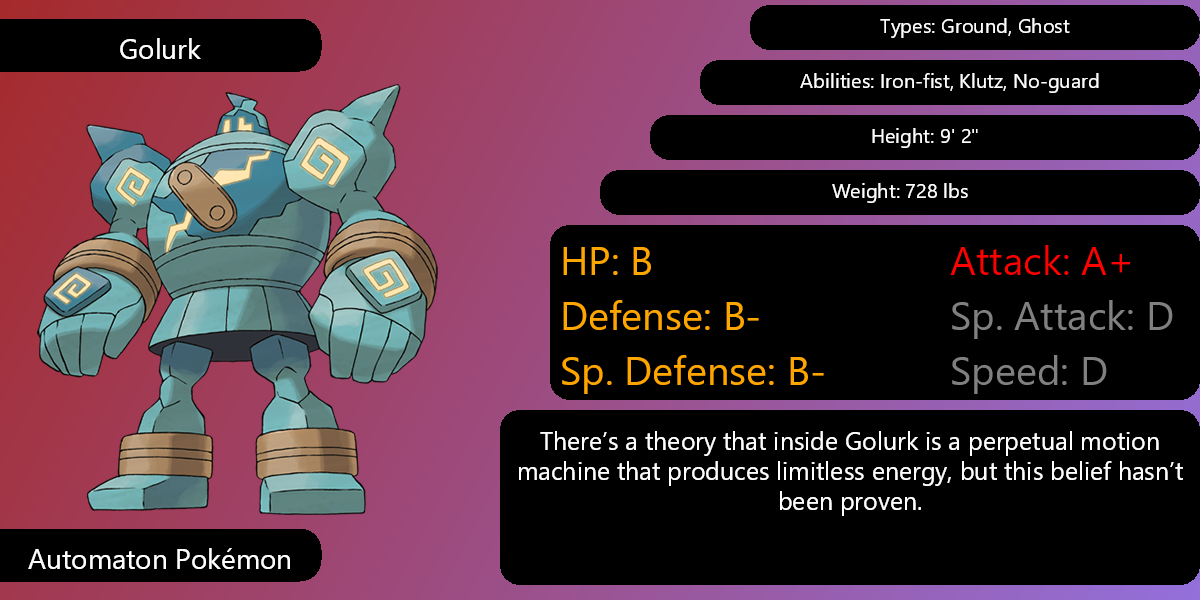 Golurk
Types: Ground, Ghost
Abilities: Iron-fist, Klutz, No-guard
Height: 9' 2"
Weight: 728 lbs
HP: B
Attack: A+
Defense: B-
Sp. Attack: D
Sp. Defense: B-
Speed: D
There’s a theory that inside Golurk is a perpetual motion
machine that produces limitless energy, but this belief hasn’t
been proven.
Automaton Pokémon